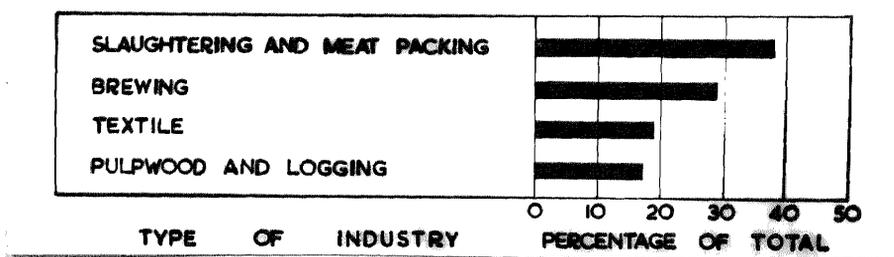 SLAUGHTERING AND MEAT PACKING
BREWING
TEXTILE
PULPWOOD AND LOGGING
0 10 20 30 40 50
TYPE OF INDUSTRY PERCENTAGE OF TOTAL